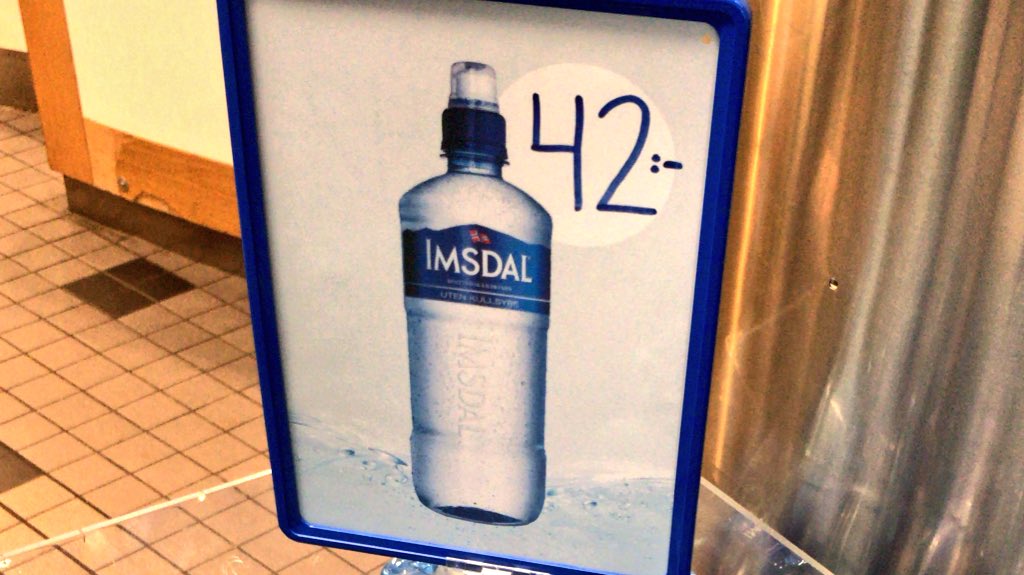 42:-
IMSDAL
UTEN KULLSYRE
IMSDAL